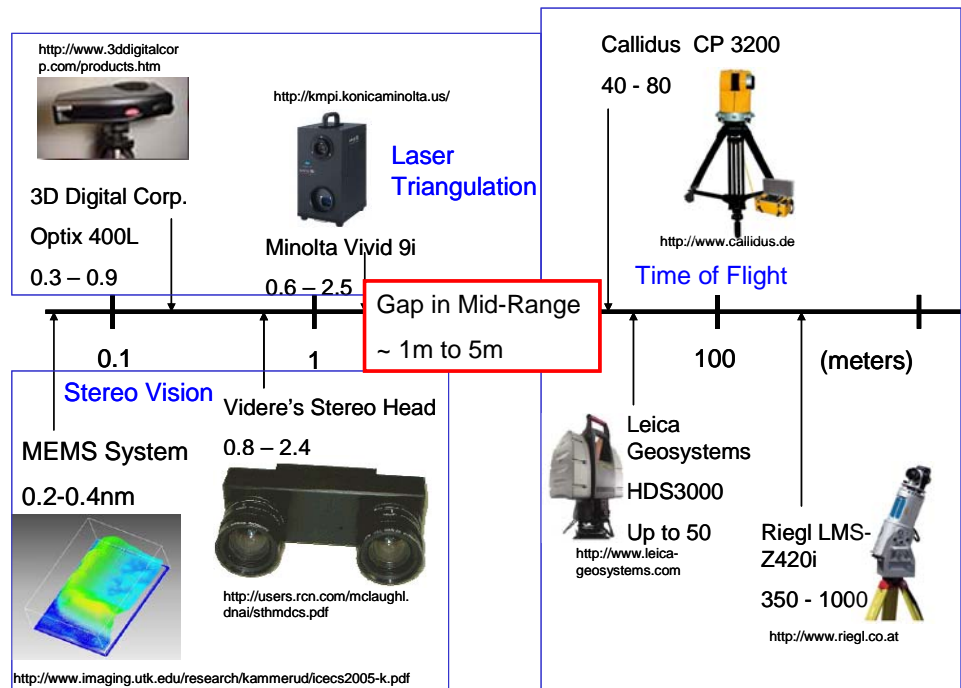 http://www.3ddigitalcor
p.com/products.htm
3D Digital Corp.
Optix 400L
0.3 – 0.9
http://kmpi.konicaminolta.us/
Laser
Triangulation
Minolta Vivid 9i
0.6 – 2.5
Callidus CP 3200
40 - 80
http://www.callidus.de
Time of Flight
Gap in Mid-Range
~ 1m to 5m
0.1
1
100
(meters)
Stereo Vision
MEMS System
0.2-0.4nm
http://www.imaging.utk.edu/research/kammerud/icecs2005-k.pdf
Videre's Stereo Head
0.8 – 2.4
http://users.rcn.com/mclaughl.
dnai/sthmdcs.pdf
Leica
Geosystems
HDS3000
Up to 50
http://www.leica-
geosystems.com
Riegl LMS-
Z420i
350 - 1000
http://www.riegl.co.at